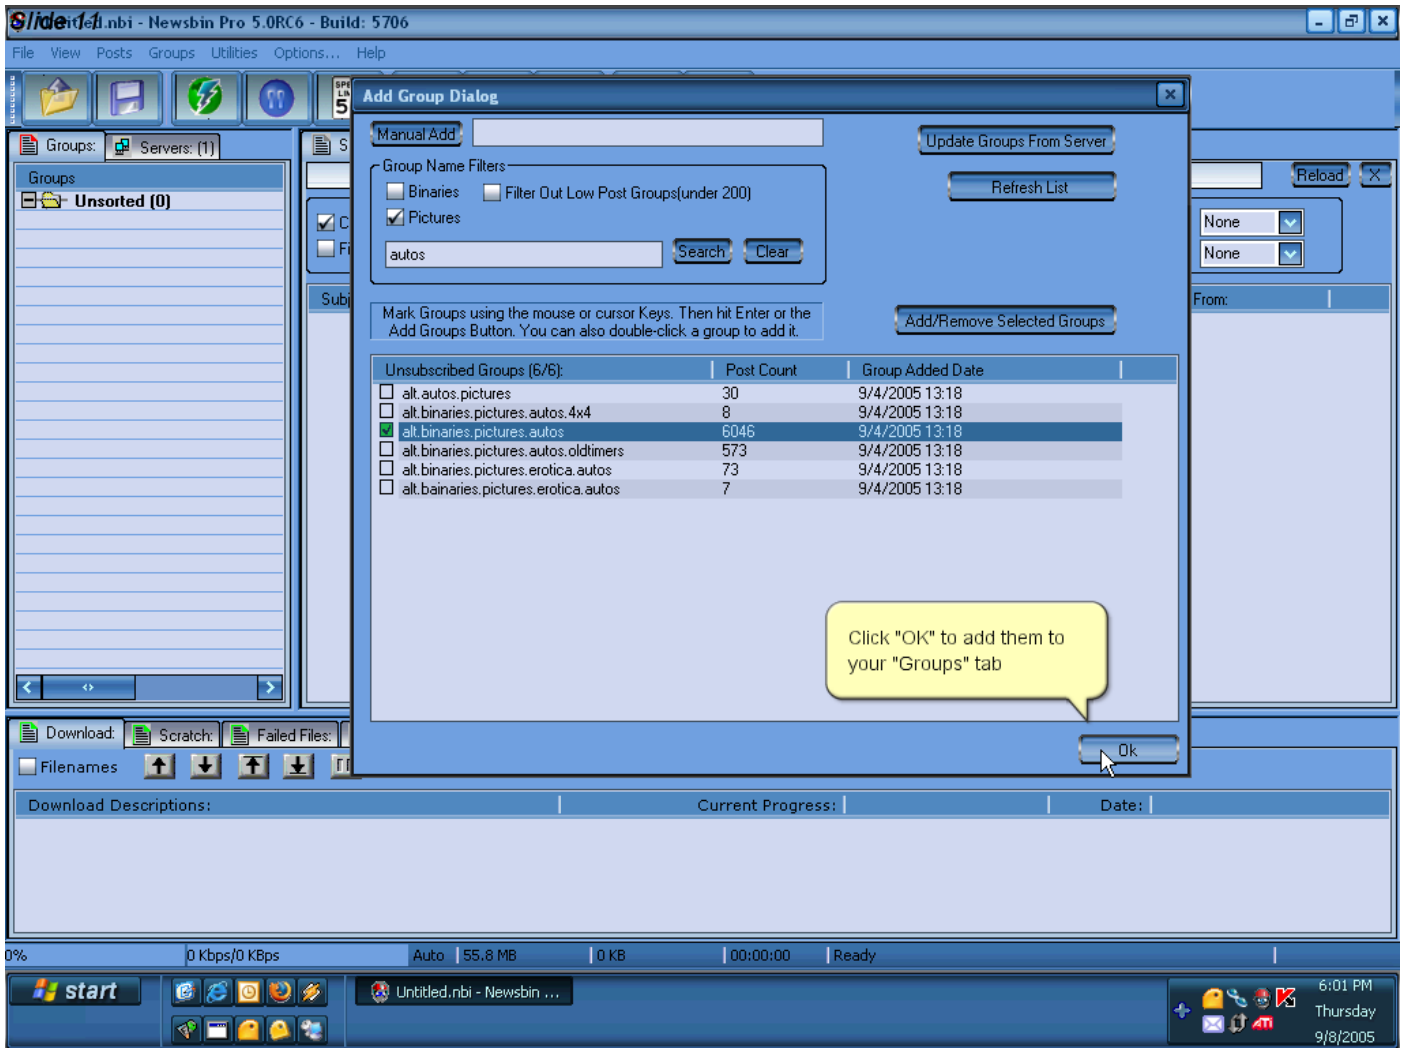 Slide 11
Untitled.nbi - Newsbin Pro 5.0RC6 - Build: 5706
File View Posts Groups Utilities Options... Help
Add Group Dialog
Manual Add
Update Groups From Server
Group Name Filters
Binaries
Filter Out Low Post Groups(under 200)
Refresh List
Pictures
autos
Search
Clear
Mark Groups using the mouse or cursor Keys. Then hit Enter or the
Add Groups Button. You can also double-click a group to add it.
Add/Remove Selected Groups
Unsubscribed Groups (6/6): Post Count Group Added Date
alt.autos.pictures 30 9/4/2005 13:18
alt.binaries.pictures.autos.4x4 8 9/4/2005 13:18
alt.binaries.pictures.autos 6046 9/4/2005 13:18
alt.binaries.pictures.autos.oldtimers 573 9/4/2005 13:18
alt.binaries.pictures.erotica.autos 73 9/4/2005 13:18
alt.bainaries.pictures.erotica.autos 7 9/4/2005 13:18
Click "OK" to add them to
your "Groups" tab
Ok
Groups: Servers: (1)
Groups
Unsorted (0)
Reload X
None
None
Subj
From:
Download: Scratch: Failed Files:
Filenames
Download Descriptions: Current Progress: Date:
0% 0 Kbps/0 KBps Auto 55.8 MB 0 KB 00:00:00 Ready
start
Untitled.nbi - Newsbin ...
6:01 PM
Thursday
9/8/2005